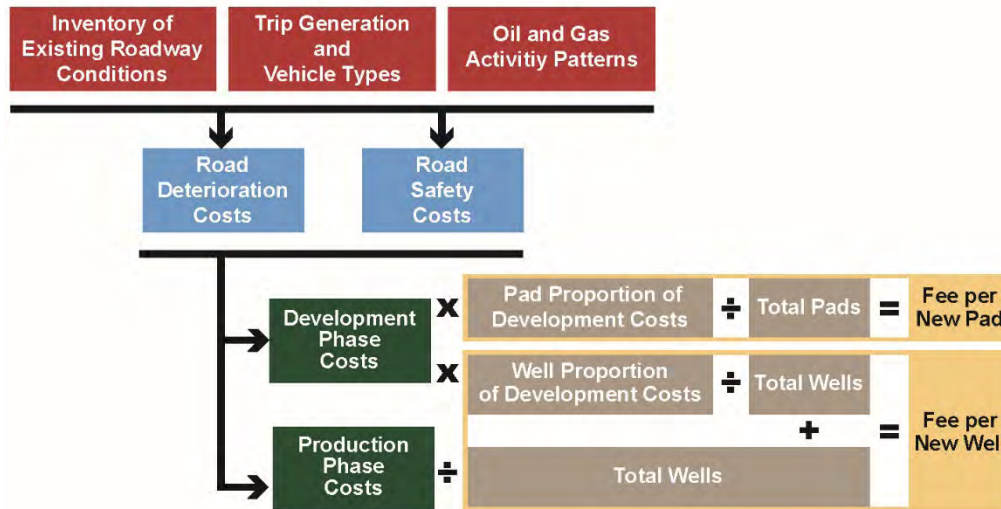 Inventory of
Existing Roadway
Conditions
Trip Generation
and
Vehicle Types
Oil and Gas
Activitiy Patterns
Road
Deterioration
Costs
Road
Safety
Costs
Development
Phase
Costs
x
Pad Proportion of
Development Costs
÷
Total Pads
=
Fee per
New Pad
x
Well Proportion
of Development Costs
÷
Total Wells
+
=
Fee per
New Well
Production
Phase
Costs
÷
Total Wells